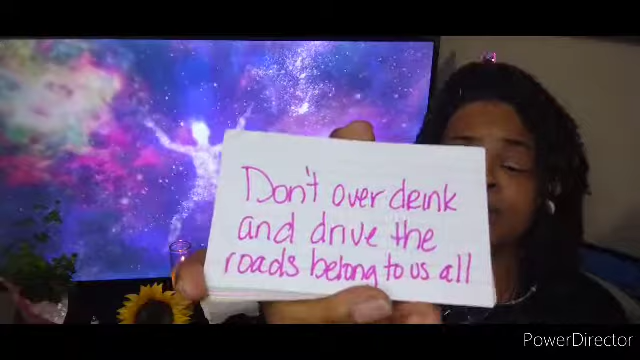 Don't over drink
and drive the
roads belong to us all
PowerDirector